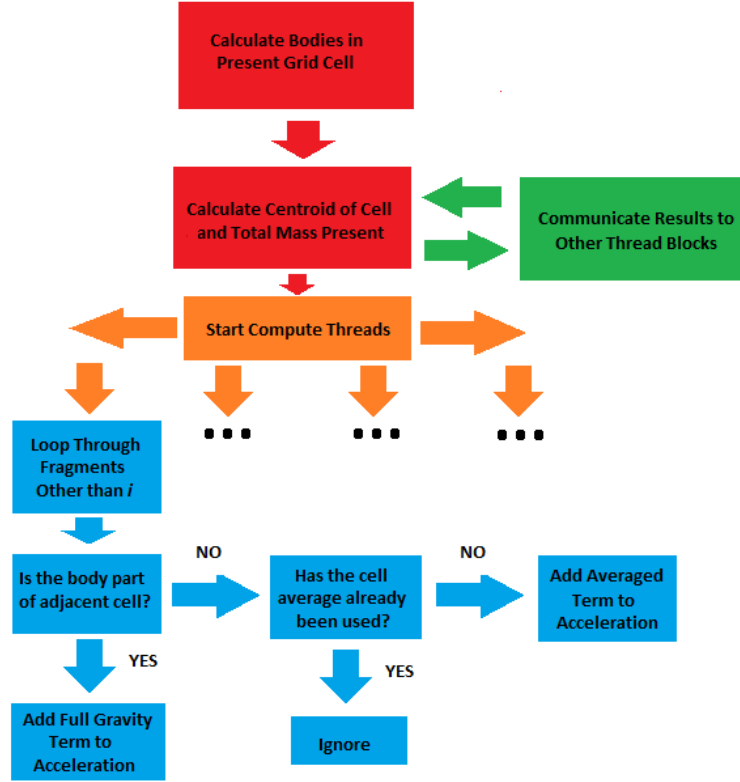 Calculate Bodies in
Present Grid Cell
Calculate Centroid of Cell
and Total Mass Present
Communicate Results to
Other Thread Blocks
Start Compute Threads
Loop Through
Fragments
Other than i
Is the body part
of adjacent cell?
NO
Has the cell
average already
been used?
NO
Add Averaged
Term to
Acceleration
YES
YES
Add Full Gravity
Term to
Acceleration
Ignore